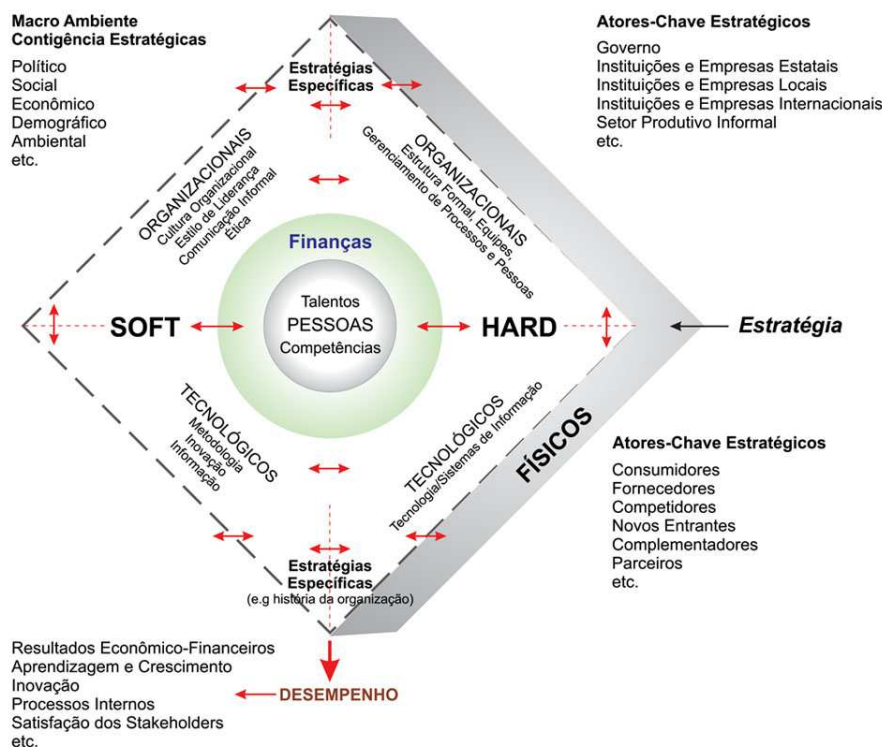 Macro Ambiente
Contigência Estratégicas
Político
Social
Econômico
Demográfico
Ambiental
etc.
Atores-Chave Estratégicos
Governo
Instituições e Empresas Estatais
Instituições e Empresas Locais
Instituições e Empresas Internacionais
Setor Produtivo Informal
etc.
Estratégias
Específicas
ORGANIZACIONAIS
Cultura Organizacional
Estilo de Liderança
Comunicação Informal
Ética
ORGANIZACIONAIS
Estrutura Formal, Equipes,
Gerenciamento de Processos e Pessoas
Finanças
Talentos
PESSOAS
Competências
SOFT
HARD
Estratégia
TECNOLÓGICOS
Metodologia
Inovação
Informação
TECNOLÓGICOS
Tecnologia/Sistemas de Informação
FÍSICOS
Atores-Chave Estratégicos
Consumidores
Fornecedores
Competidores
Novos Entrantes
Complementadores
Parceiros
etc.
Estratégias
Específicas
(e.g história da organização)
Resultados Econômico-Financeiros
Aprendizagem e Crescimento
Inovação
Processos Internos
Satisfação dos Stakeholders
etc.
DESEMPENHO